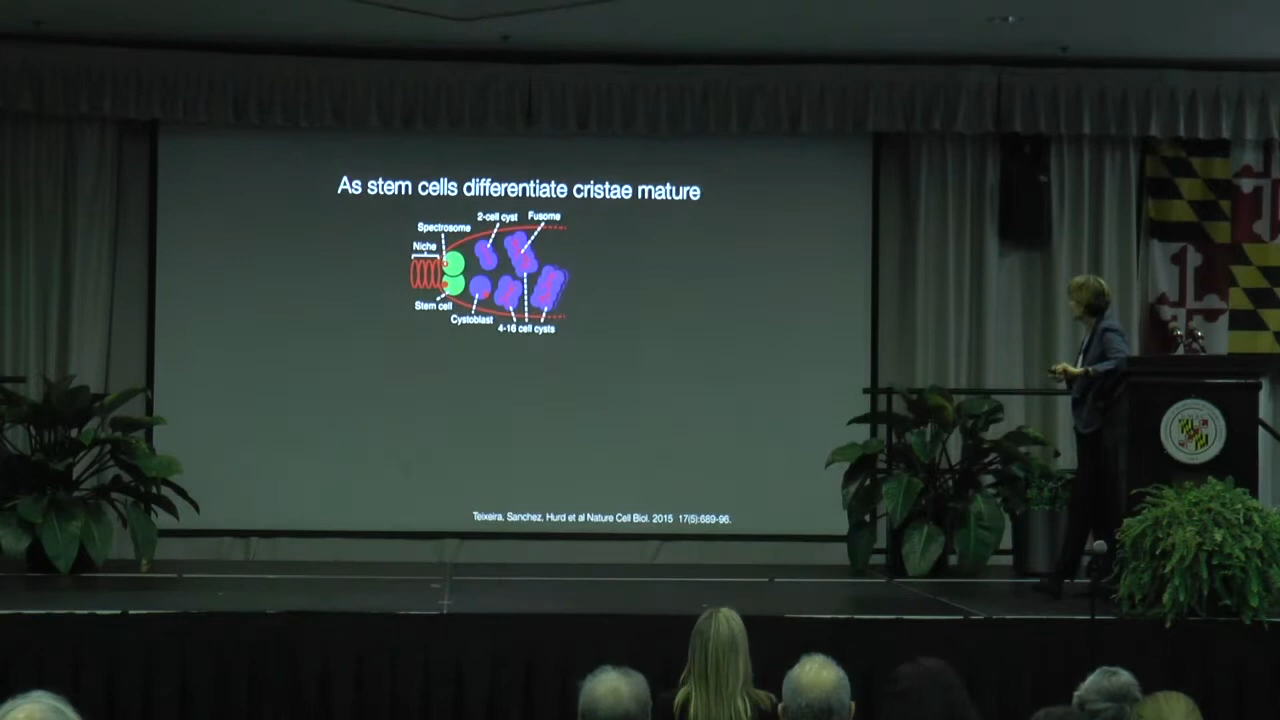 As stem cells differentiate cristae mature
2-cell cyst
Fusome
Spectrosome
Niche
Stem cell
Cystoblast
4-16 cell cysts
Teixeira, Sanchez, Hurd et al Nature Cell Biol. 2015 17(5):689-96.